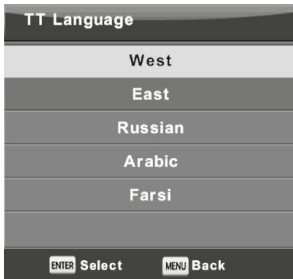 TT Language
West
East
Russian
Arabic
Farsi
ENTER Select MENU Back